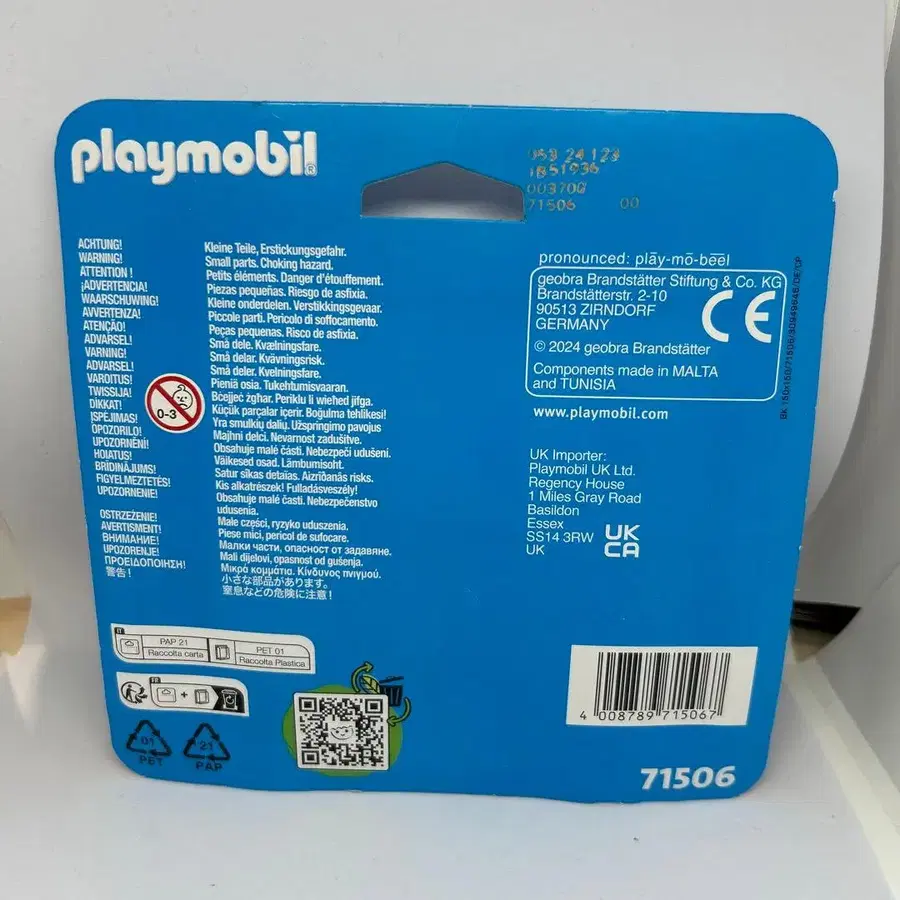 playmobil®
24 123
003700
71506 00
ACHTUNG!
WARNING!
ATTENTION !
¡ADVERTENCIA!
WAARSCHUWING!
AVVERTENZA!
ATENÇÃO!
ADVARSEL!
VARNING!
ADVARSEL!
VAROITUS!
TWISSIJA!
DİKKAT!
ĮSPĖJIMAS!
OPOZORILO!
UPOZORNĚNÍ!
HOIATUS!
BRĪDINĀJUMS!
FIGYELMEZTETÉS!
UPOZORNENIE!
OSTRZEŻENIE!
AVERTISMENT!
ВНИМАНИЕ!
UPOZORENJE!
ΠΡΟΕΙΔΟΠΟΙΗΣΗ!
警告!
0-3
Kleine Teile, Erstickungsgefahr.
Small parts. Choking hazard.
Petits éléments. Danger d'étouffement.
Piezas pequeñas. Riesgo de asfixia.
Kleine onderdelen. Verstikkingsgevaar.
Piccole parti. Pericolo di soffocamento.
Peças pequenas. Risco de asfixia.
Små dele. Kvælningsfare.
Små delar. Kvävningsrisk.
Små deler. Kvelningsfare.
Pieniä osia. Tukehtumisvaaran.
Bċejjeċ żgħar. Periklu li wieħed jifga.
Küçük parçalar içerir. Boğulma tehlikesi!
Yra smulkių dalių. Užspringimo pavojus
Majhni delci. Nevarnost zadušitve.
Obsahuje malé části. Nebezpečí udušení.
Väikesed osad. Lämbumisoht.
Satur sīkas detaļas. Aizrīšanās risks.
Kis alkatrészek! Fulladásveszély!
Obsahuje malé časti. Nebezpečenstvo
udusenia.
Małe części, ryzyko uduszenia.
Piese mici, pericol de sufocare.
Малки части, опасност от задавяне.
Mali dijelovi, opasnost od gušenja.
Μικρά κομμάτια. Κίνδυνος πνιγμού.
小さな部品があります。
窒息などの危険に注意!
pronounced: plāy-mō-bēēl
geobra Brandstätter Stiftung & Co. KG
Brandstätterstr. 2-10
90513 ZIRNDORF
GERMANY
CE
© 2024 geobra Brandstätter
Components made in MALTA
and TUNISIA
www.playmobil.com
UK Importer:
Playmobil UK Ltd.
Regency House
1 Miles Gray Road
Basildon
Essex
SS14 3RW
UK
UK
CA
IT
PAP 21
Raccolta carta
PET 01
Raccolta Plastica
FR
+
01
PET
21
PAP
4 008789 715067
71506